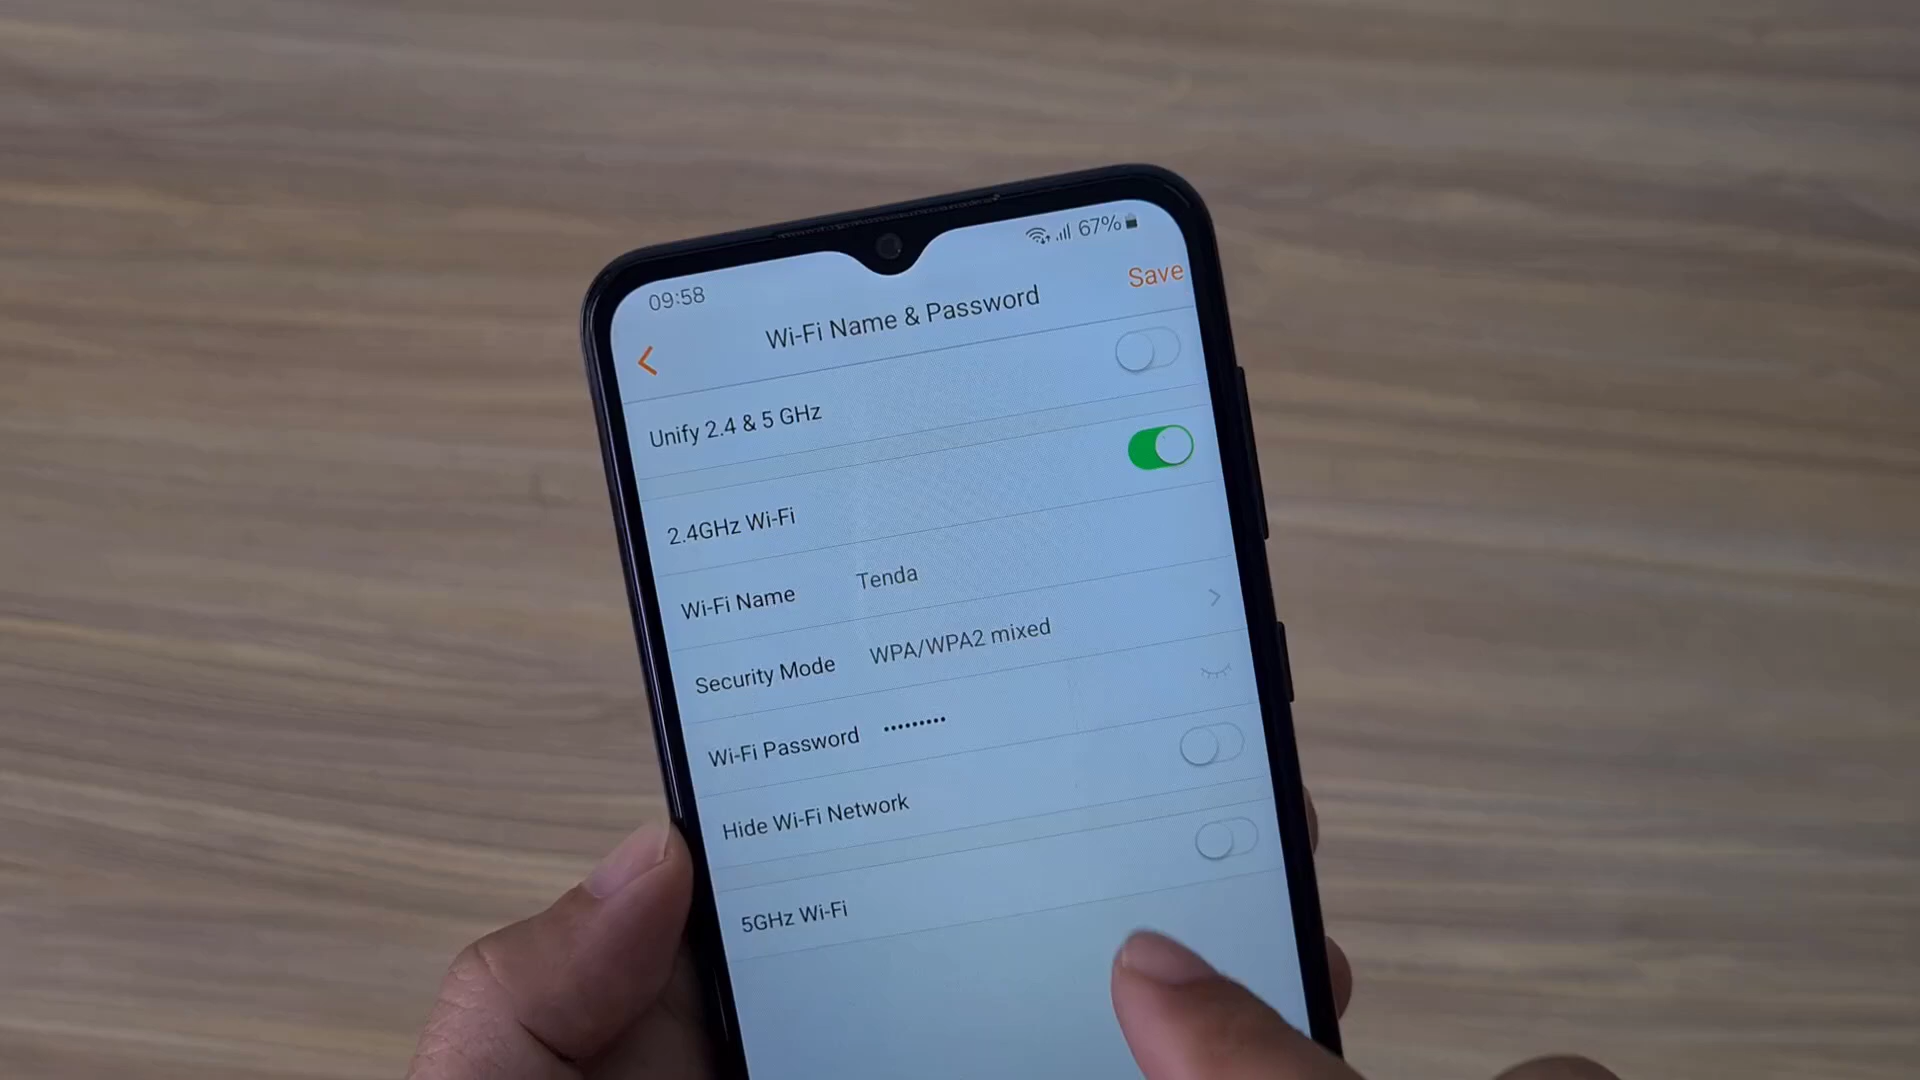 09:58
67%
Wi-Fi Name & Password
Save
Unify 2.4 & 5 GHz
2.4GHz Wi-Fi
Wi-Fi Name Tenda
Security Mode WPA/WPA2 mixed
Wi-Fi Password •••••••••
Hide Wi-Fi Network
5GHz Wi-Fi